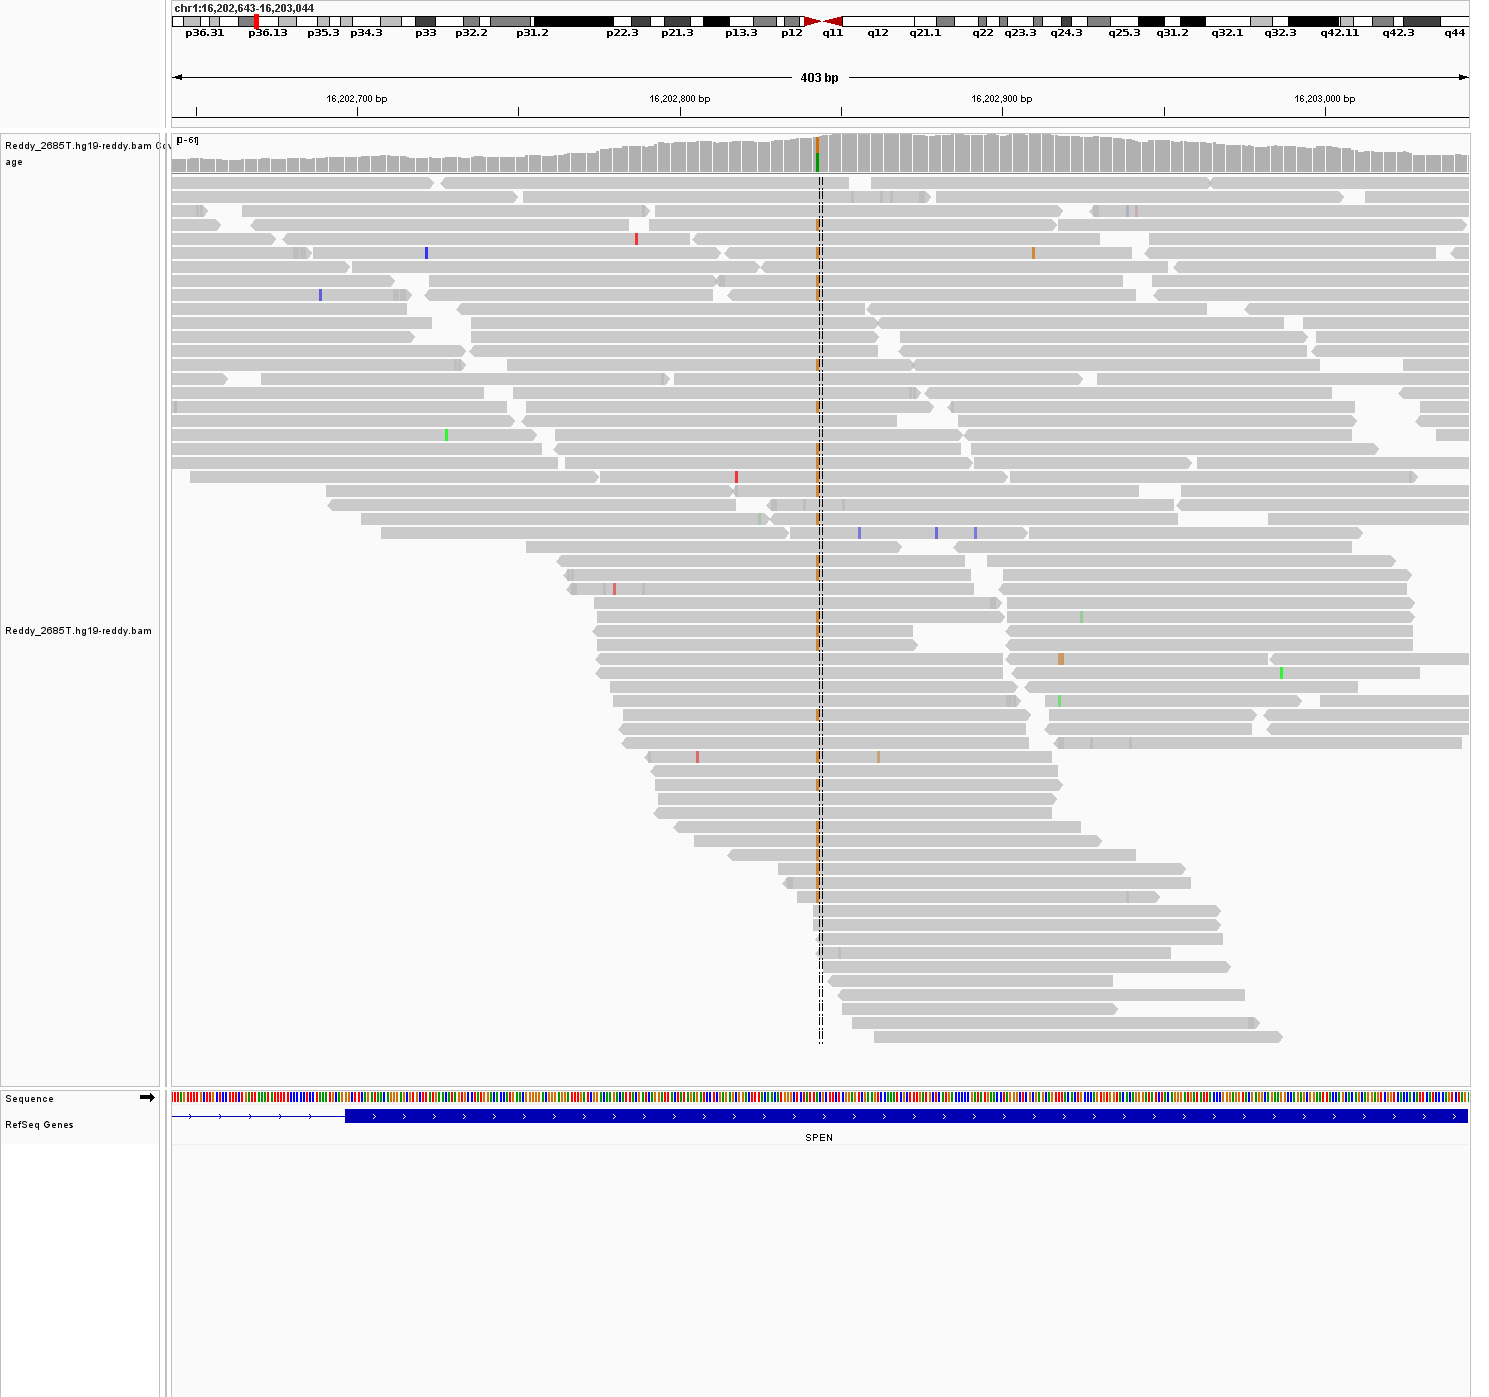 chr1:16,202,643-16,203,044
p36.31 p36.13 p35.3 p34.3 p33 p32.2 p31.2 p22.3 p21.3 p13.3 p12 q11 q12 q21.1 q22 q23.3 q24.3 q25.3 q31.2 q32.1 q32.3 q42.11 q42.3 q44
403 bp
16,202,700 bp 16,202,800 bp 16,202,900 bp 16,203,000 bp
Reddy_2685T.hg19-reddy.bam Cov
age
[0-61]
Reddy_2685T.hg19-reddy.bam
Sequence
RefSeq Genes
SPEN